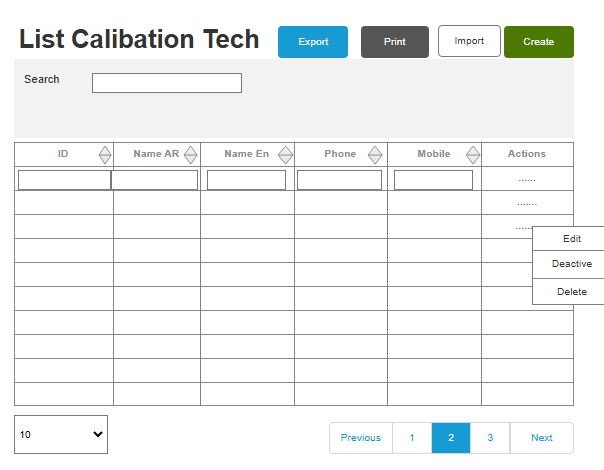 List Calibation Tech
Export
Print
Import
Create
Search
ID
Name AR
Name En
Phone
Mobile
Actions
......
.......
......
Edit
Deactive
Delete
10
Previous
1
2
3
Next